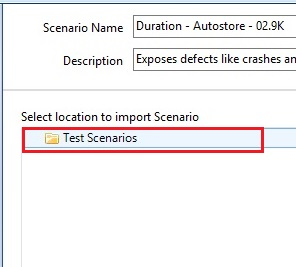 Scenario Name Duration - Autostore - 02.9K
Description Exposes defects like crashes an
Select location to import Scenario
Test Scenarios